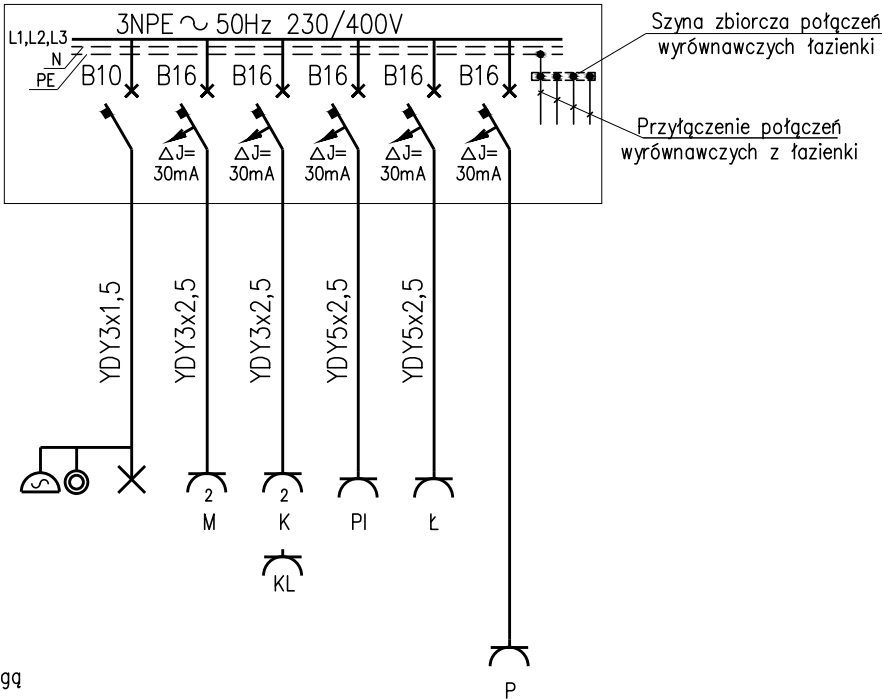 3NPE ~ 50Hz 230/400V
L1,L2,L3
N
PE
B10 B16 B16 B16 B16 B16
Szyna zbiorcza połączeń
wyrównawczych łazienki
Przyłączenie połączeń
wyrównawczych z łazienki
ΔJ= ΔJ= ΔJ= ΔJ= ΔJ=
30mA 30mA 30mA 30mA 30mA
YDY3x1,5 YDY3x2,5 YDY3x2,5 YDY5x2,5 YDY5x2,5
2 2
M K PI Ł
KL
gą
P